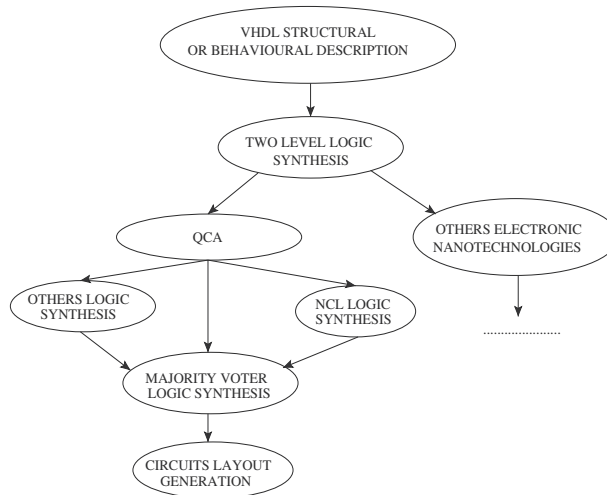 VHDL STRUCTURAL
OR BEHAVIOURAL DESCRIPTION
TWO LEVEL LOGIC
SYNTHESIS
QCA
OTHERS ELECTRONIC
NANOTECHNOLOGIES
OTHERS LOGIC
SYNTHESIS
NCL LOGIC
SYNTHESIS
.....................
MAJORITY VOTER
LOGIC SYNTHESIS
CIRCUITS LAYOUT
GENERATION